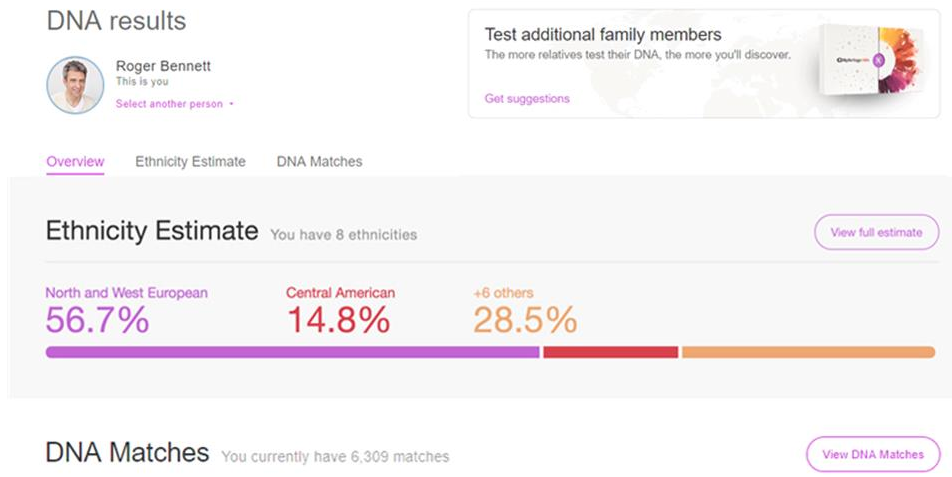 DNA results
Test additional family members
The more relatives test their DNA, the more you'll discover.
Get suggestions
Roger Bennett
This is you
Select another person
Overview
Ethnicity Estimate
DNA Matches
Ethnicity Estimate You have 8 ethnicities
View full estimate
North and West European
56.7%
Central American
14.8%
+6 others
28.5%
DNA Matches You currently have 6,309 matches
View DNA Matches